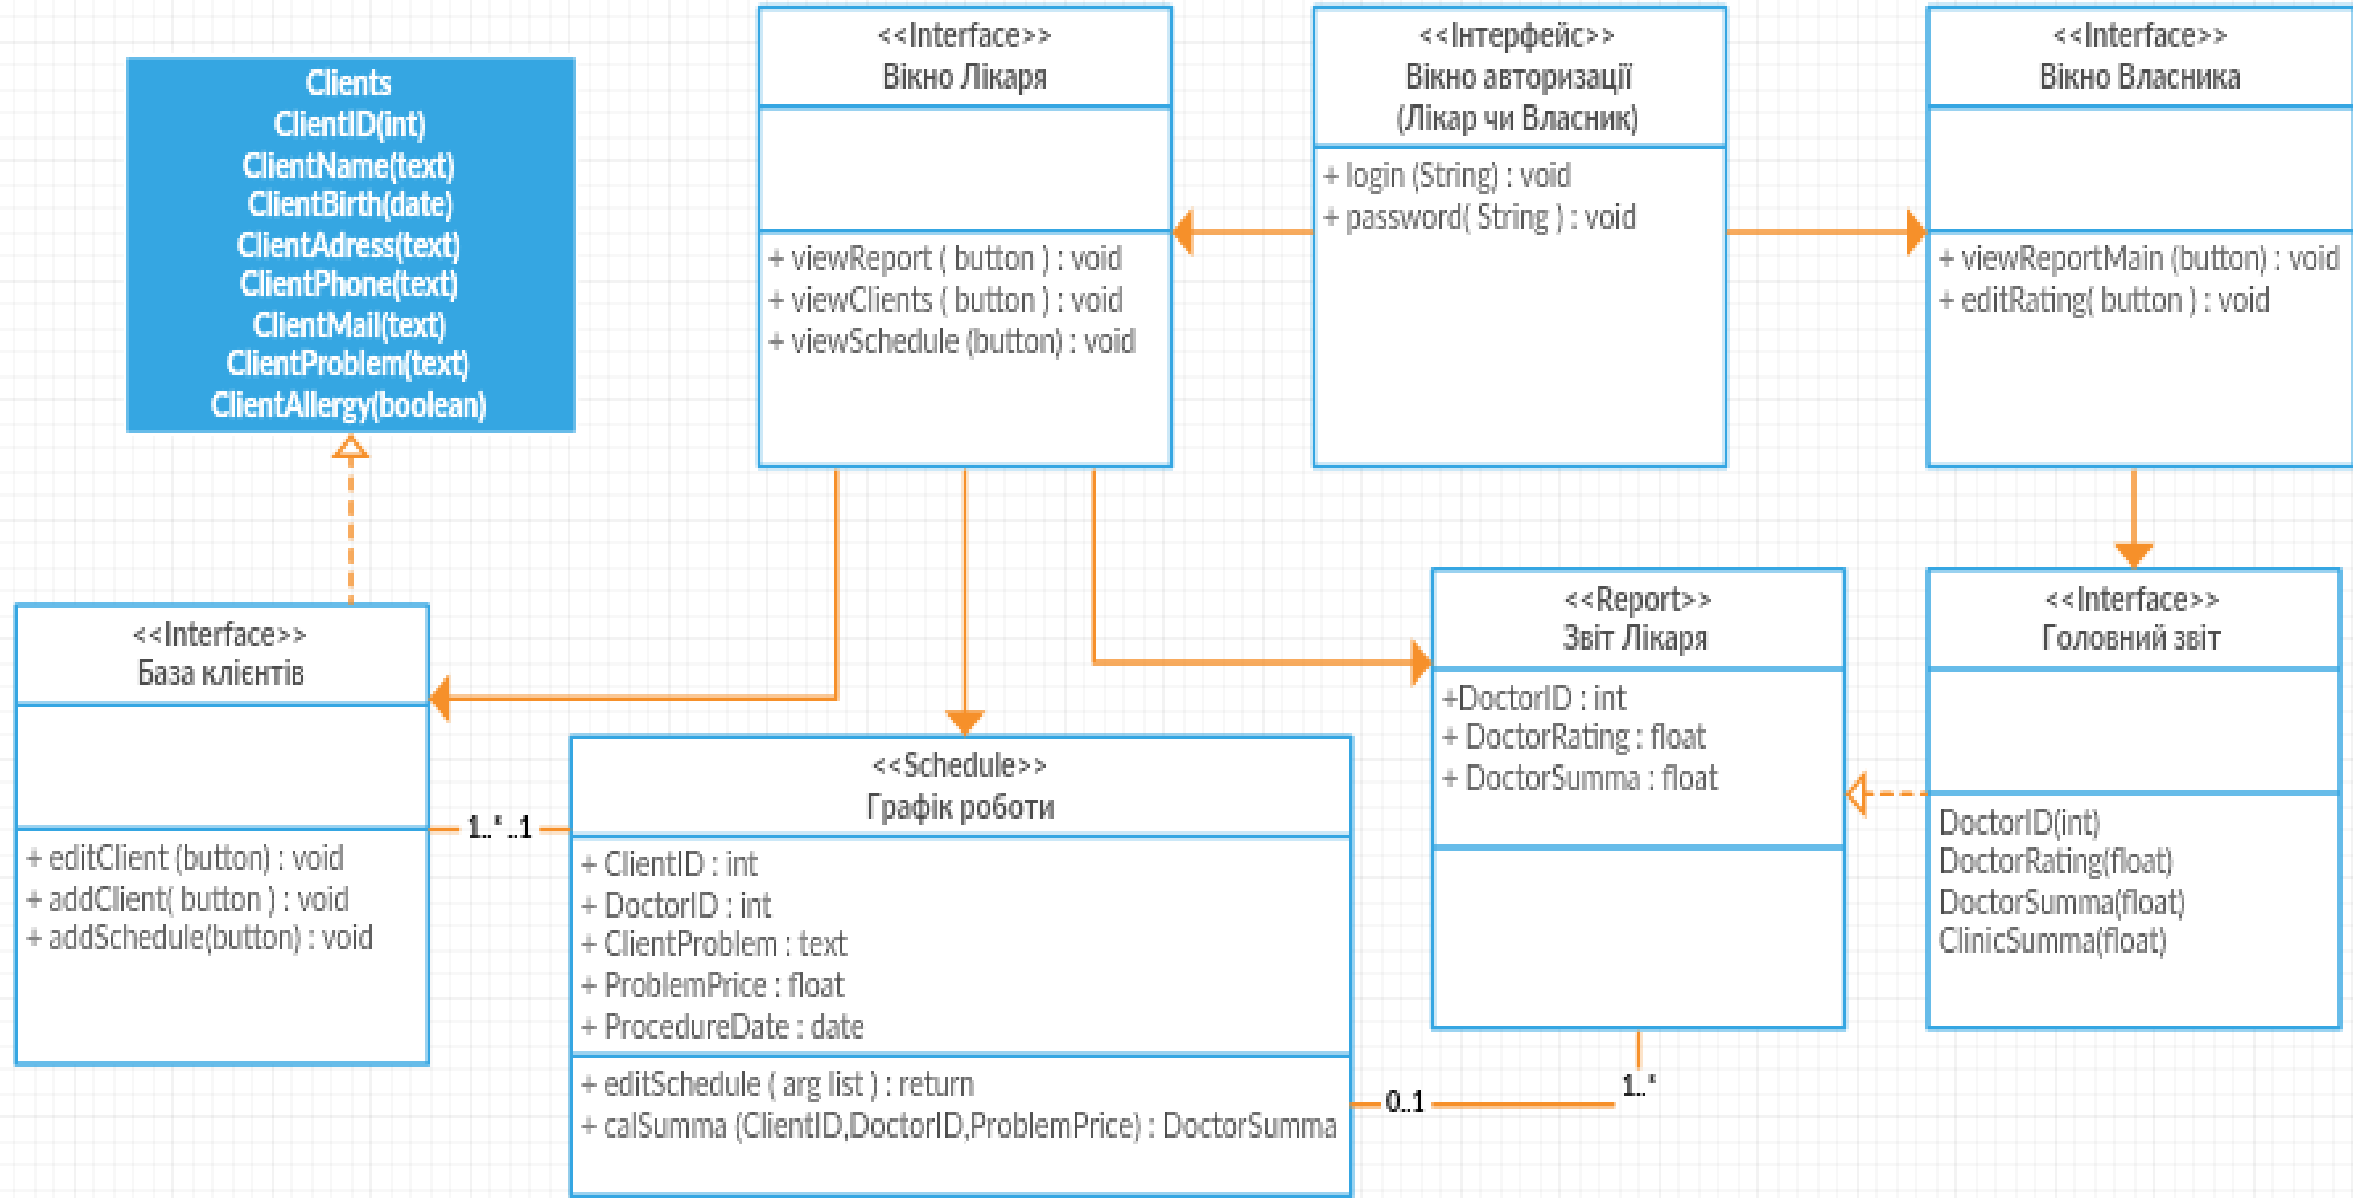 Clients
ClientID(int)
ClientName(text)
ClientBirth(date)
ClientAdress(text)
ClientPhone(text)
ClientMail(text)
ClientProblem(text)
ClientAllergy(boolean)
<<Interface>>
Вікно Лікаря
+ viewReport ( button ) : void
+ viewClients ( button ) : void
+ viewSchedule (button) : void
<<Інтерфейс>>
Вікно авторизації
(Лікар чи Власник)
+ login (String) : void
+ password( String ) : void
<<Interface>>
Вікно Власника
+ viewReportMain (button) : void
+ editRating( button ) : void
<<Interface>>
База клієнтів
+ editClient (button) : void
+ addClient( button ) : void
+ addSchedule(button) : void
1..* ..1
<<Schedule>>
Графік роботи
+ ClientID : int
+ DoctorID : int
+ ClientProblem : text
+ ProblemPrice : float
+ ProcedureDate : date
+ editSchedule ( arg list ) : return
+ calSumma (ClientID,DoctorID,ProblemPrice) : DoctorSumma
0..1
1..*
<<Report>>
Звіт Лікаря
+DoctorID : int
+ DoctorRating : float
+ DoctorSumma : float
<<Interface>>
Головний звіт
DoctorID(int)
DoctorRating(float)
DoctorSumma(float)
ClinicSumma(float)